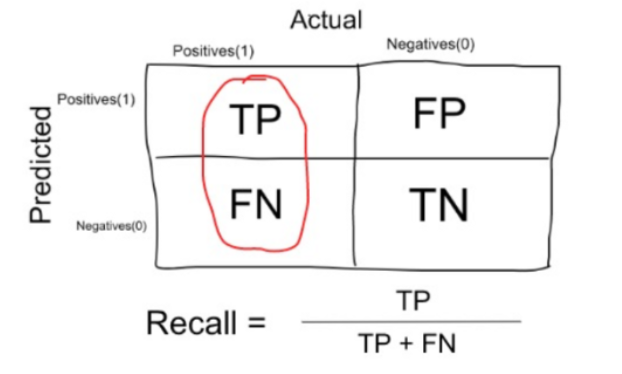 Actual
Positives(1) Negatives(0)
Predicted
Positives(1) TP FP
Negatives(0) FN TN
Recall = TP
TP + FN